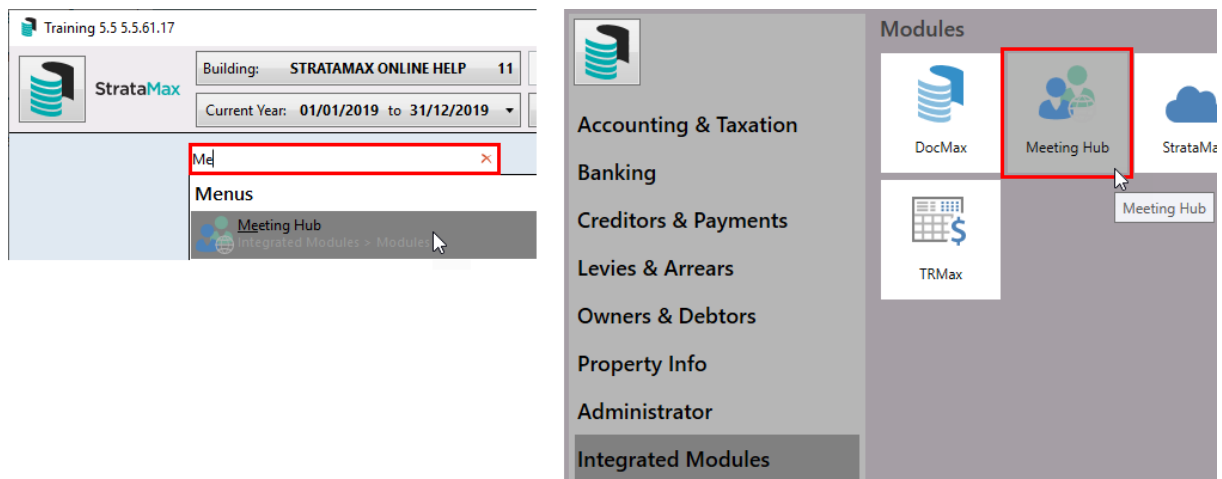 Training 5.5 5.5.61.17
StrataMax
Building: STRATAMAX ONLINE HELP 11
Current Year: 01/01/2019 to 31/12/2019
Me
Menus
Meeting Hub
Integrated Modules > Modules
Accounting & Taxation
Banking
Creditors & Payments
Levies & Arrears
Owners & Debtors
Property Info
Administrator
Integrated Modules
Modules
DocMax
Meeting Hub
StrataMa
Meeting Hub
TRMax